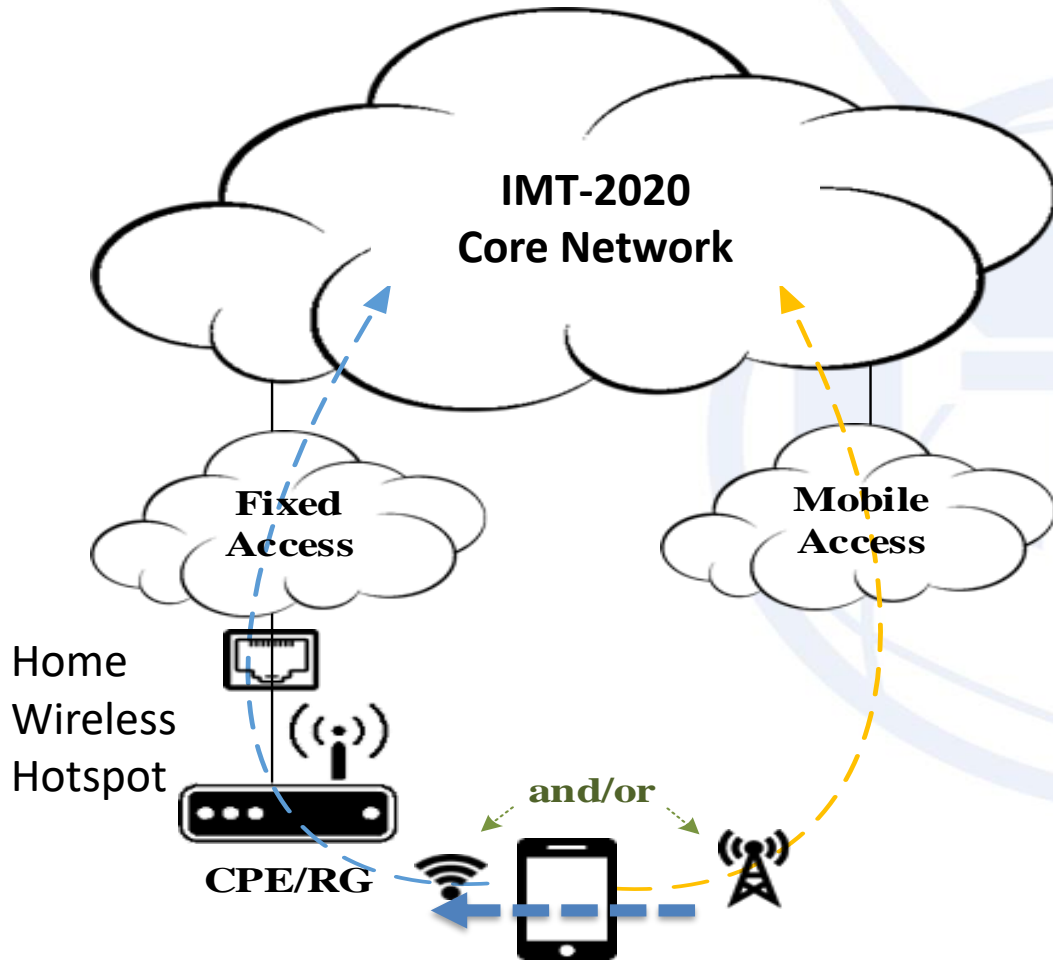 IMT-2020
Core Network
Fixed
Access
Mobile
Access
Home
Wireless
Hotspot
and/or
CPE/RG